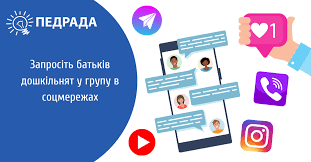 ПЕДРАДА
Запросіть батьків
дошкільнят у групу в
соцмережах
1